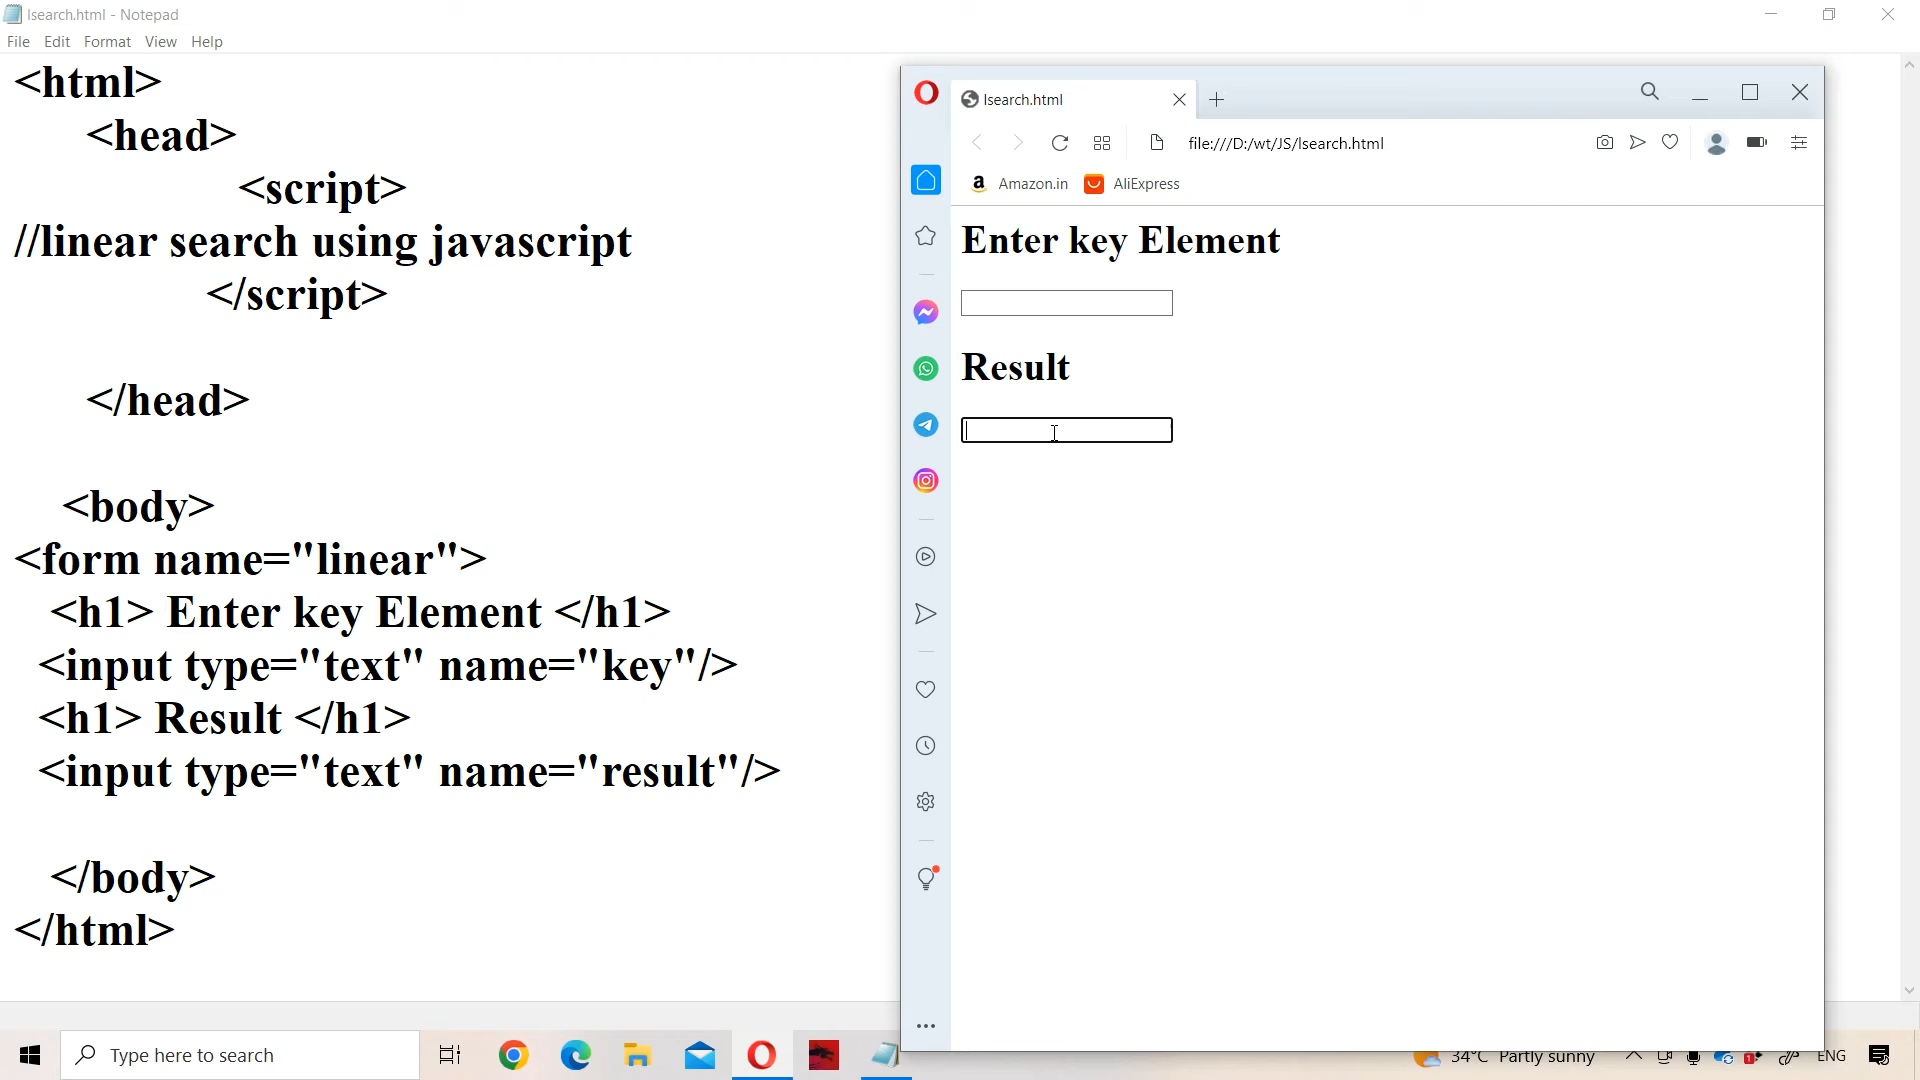 lsearch.html - Notepad
File Edit Format View Help
<html>
<head>
<script>
//linear search using javascript
</script>
</head>
<body>
<form name="linear">
<h1> Enter key Element </h1>
<input type="text" name="key"/>
<h1> Result </h1>
<input type="text" name="result"/>
</body>
</html>
lsearch.html
file:///D:/wt/JS/lsearch.html
a Amazon.in AliExpress
Enter key Element
Result
Type here to search
34°C Partly sunny
ENG